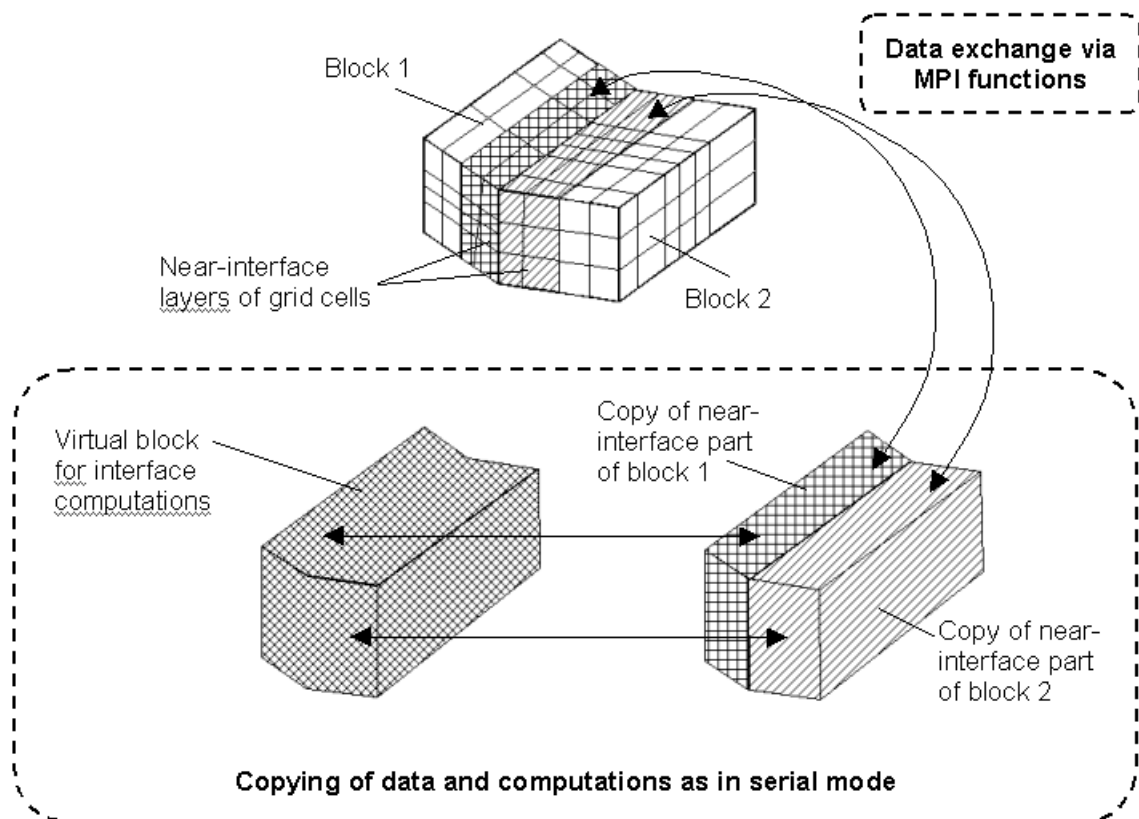 Data exchange via
MPI functions
Block 1
Near-interface
layers of grid cells
Block 2
Virtual block
for interface
computations
Copy of near-
interface part
of block 1
Copy of near-
interface part
of block 2
Copying of data and computations as in serial mode